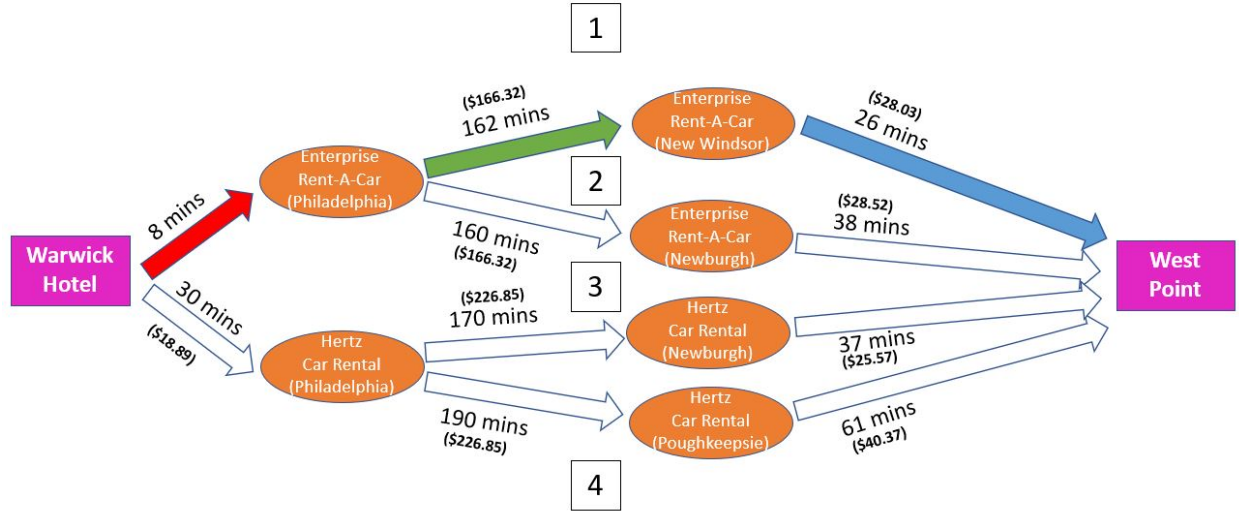 1
($166.32)
162 mins
Enterprise
Rent-A-Car
(New Windsor)
($28.03)
26 mins
Enterprise
Rent-A-Car
(Philadelphia)
8 mins
2
160 mins
($166.32)
Enterprise
Rent-A-Car
(Newburgh)
($28.52)
38 mins
Warwick
Hotel
West
Point
30 mins
($18.89)
3
($226.85)
170 mins
Hertz
Car Rental
(Philadelphia)
Hertz
Car Rental
(Newburgh)
37 mins
($25.57)
190 mins
($226.85)
Hertz
Car Rental
(Poughkeepsie)
61 mins
($40.37)
4